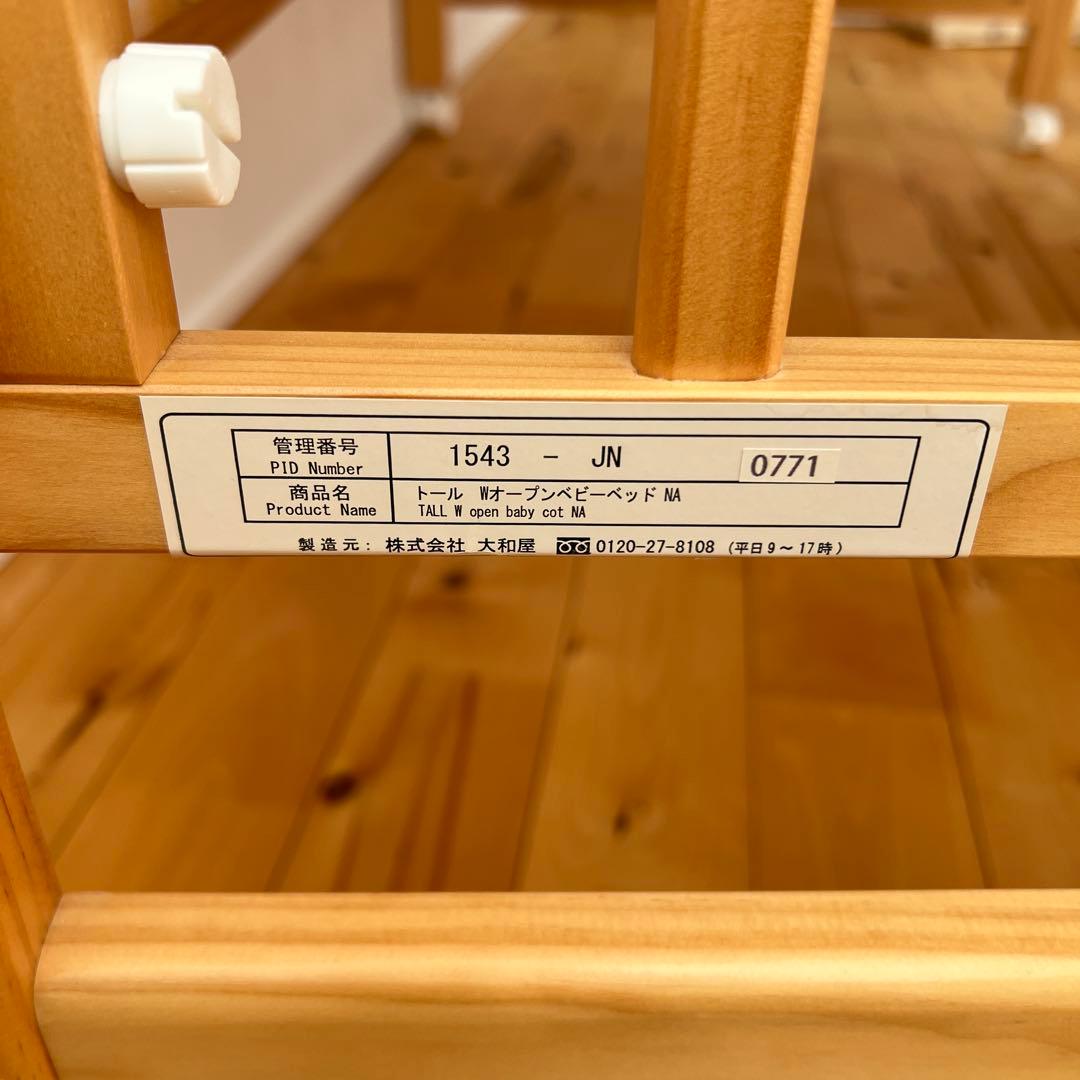 管理番号 1543 - JN 0771
PID Number
商品名 トール Wオープンベビーベッド NA
Product Name TALL W open baby cot NA
製造元: 株式会社 大和屋 0120-27-8108 (平日9～17時)